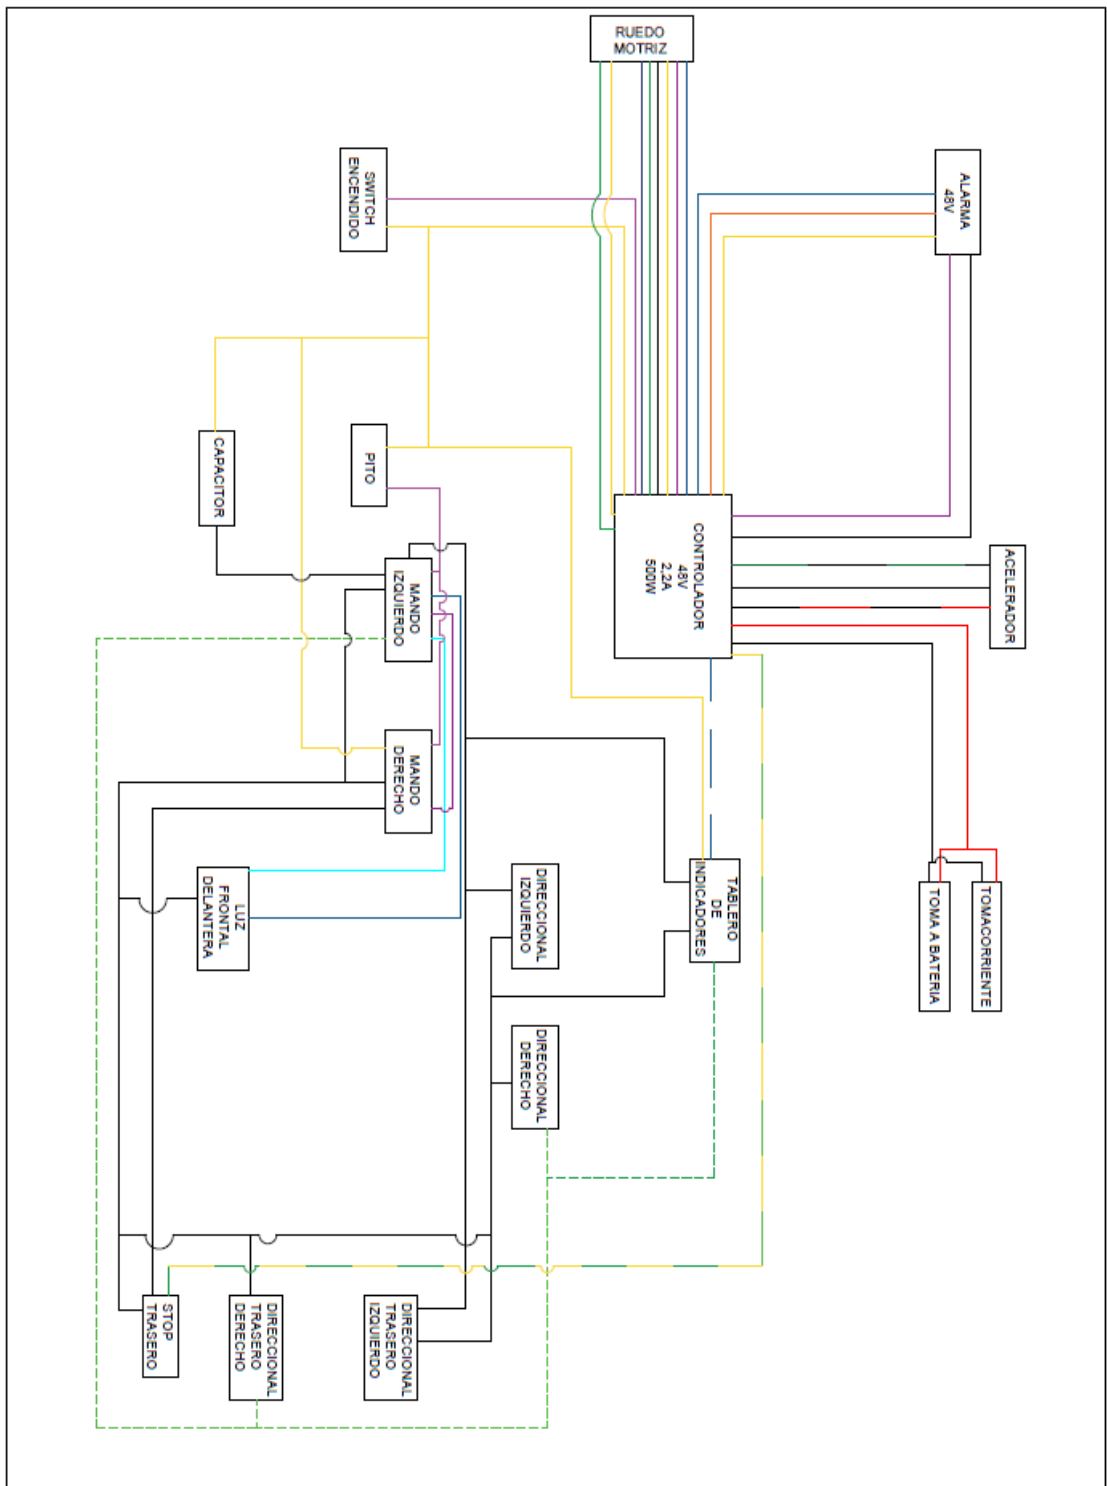 RUEDO
MOTRIZ
SWITCH
ENCENDIDO
ALARMA
48V
CAPACITOR
PITO
CONTROLADOR
48V
2,2A
500W
ACELERADOR
MANDO
IZQUIERDO
MANDO
DERECHO
LUZ
FRONTAL
DELANTERA
DIRECCIONAL
IZQUIERDO
TABLERO
DE
INDICADORES
TOMA A BATERIA
TOMACORRIENTE
DIRECCIONAL
DERECHO
STOP
TRASERO
DIRECCIONAL
TRASERO
DERECHO
DIRECCIONAL
TRASERO
IZQUIERDO